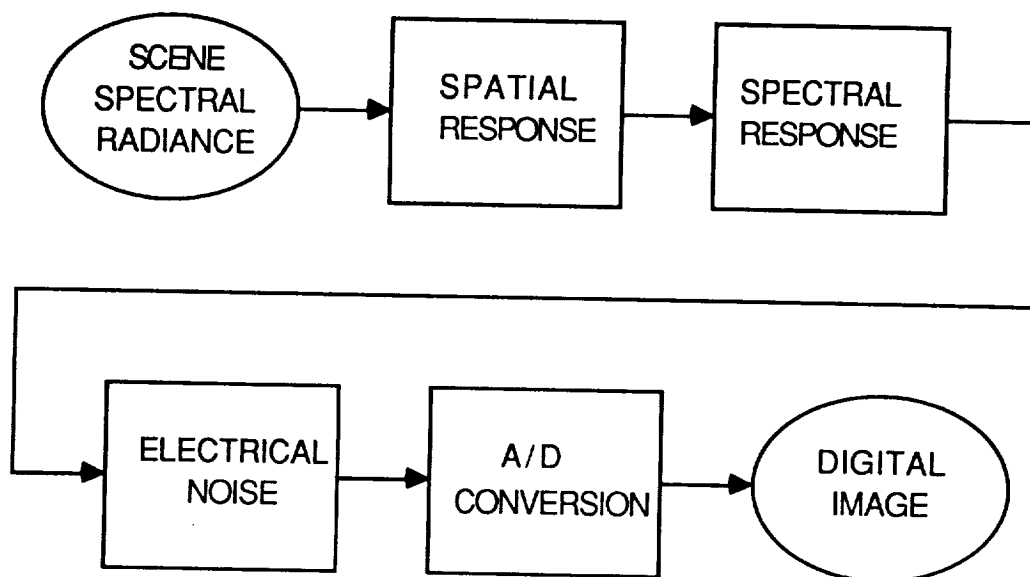 SCENE
SPECTRAL
RADIANCE
SPATIAL
RESPONSE
SPECTRAL
RESPONSE
ELECTRICAL
NOISE
A/D
CONVERSION
DIGITAL
IMAGE